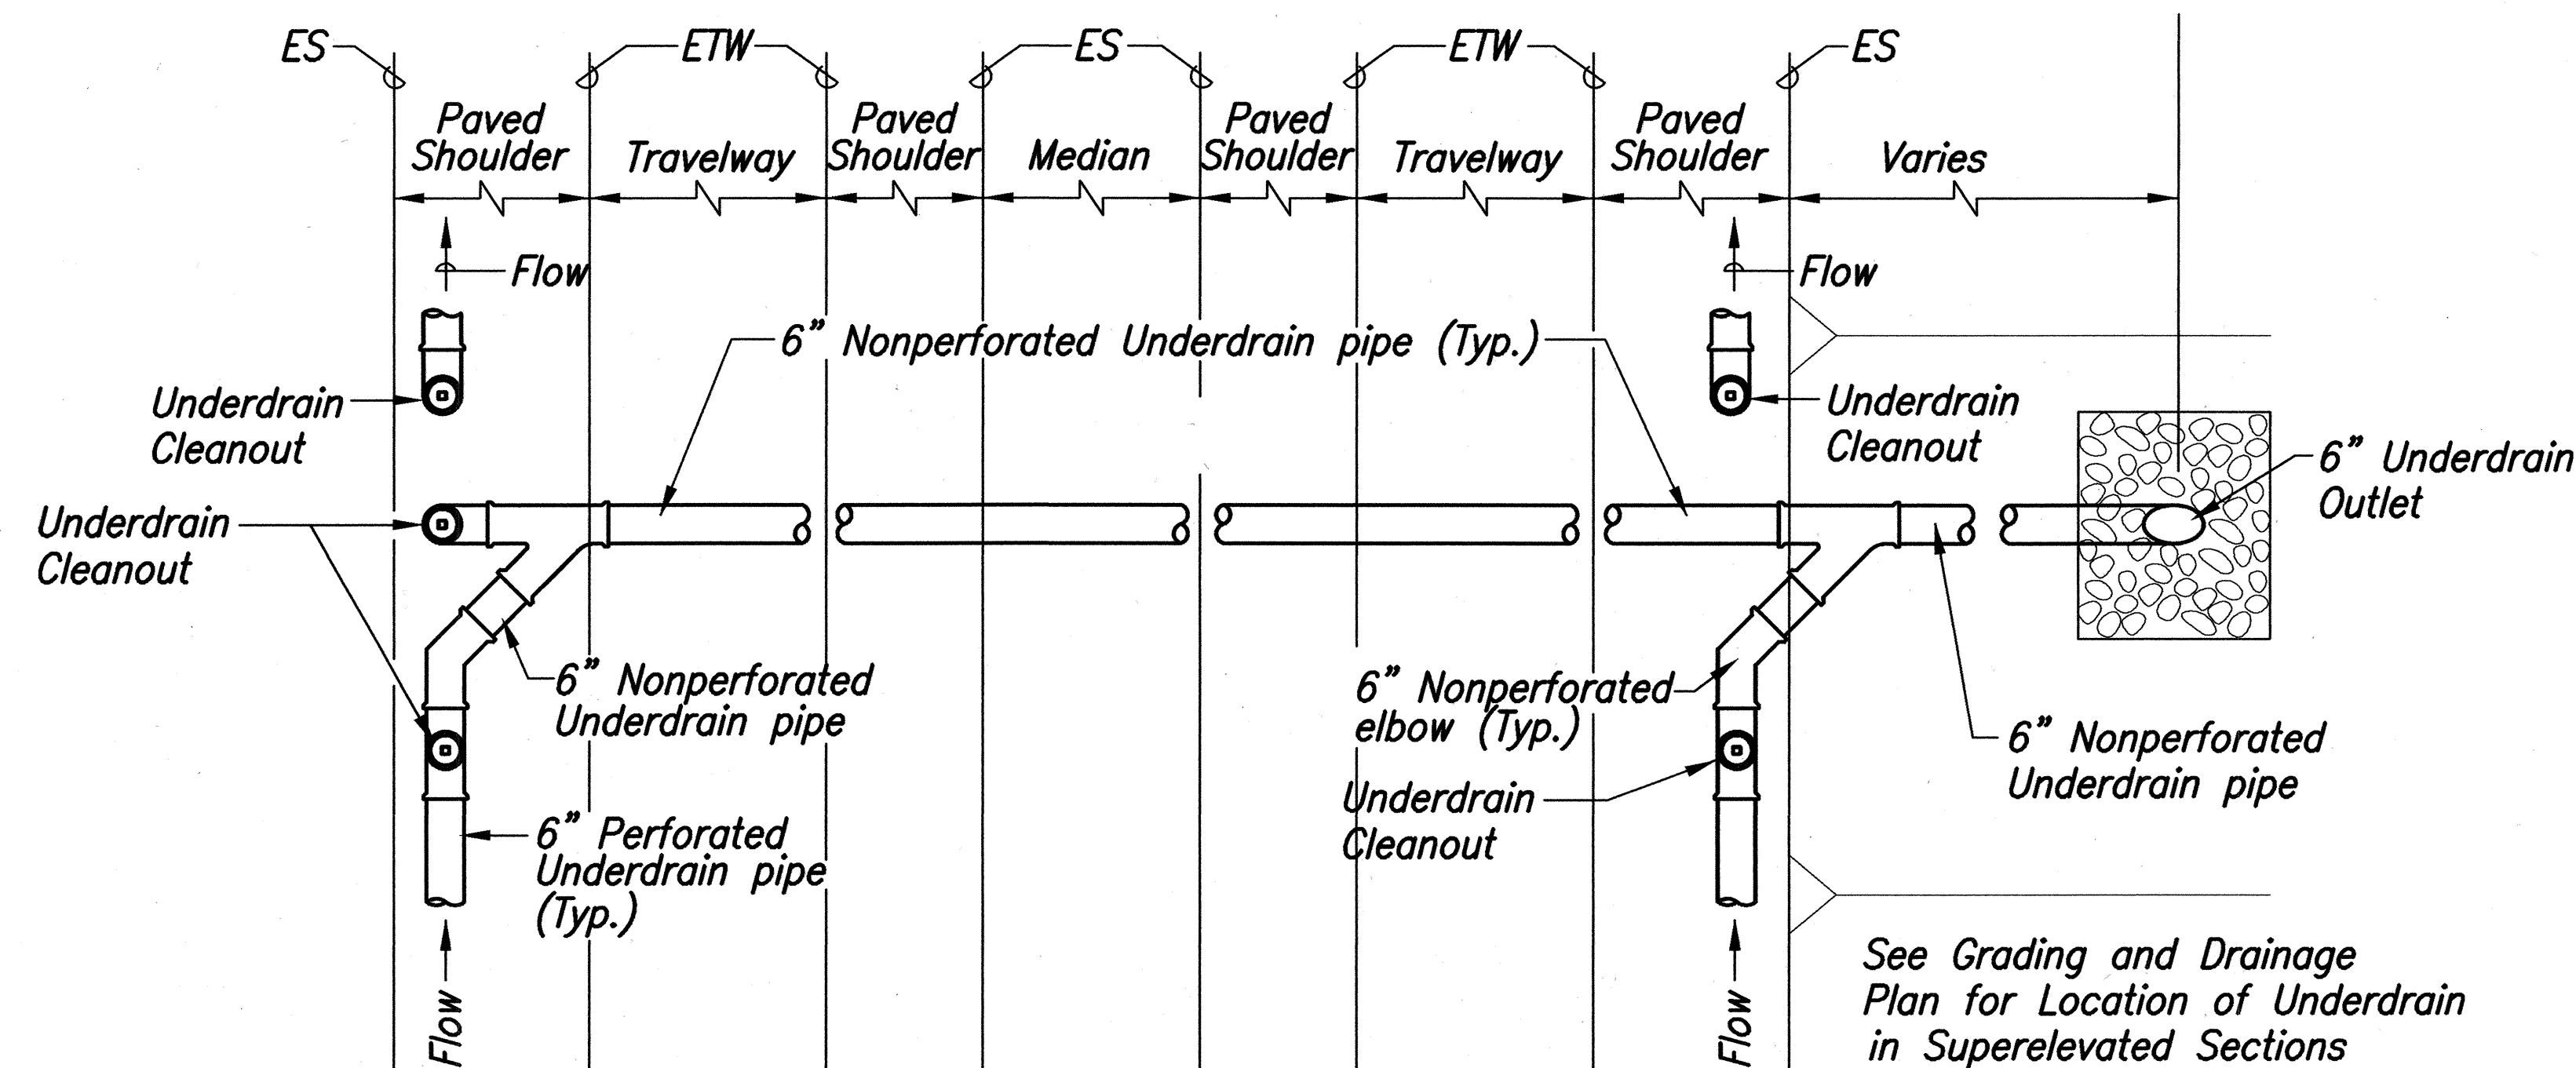 ES
ETW
ES
ETW
ES
Paved
Shoulder
Travelway
Paved
Shoulder
Median
Paved
Shoulder
Travelway
Paved
Shoulder
Varies
Flow
Flow
6" Nonperforated Underdrain pipe (Typ.)
Underdrain
Cleanout
Underdrain
Cleanout
6" Underdrain
Outlet
Underdrain
Cleanout
6" Nonperforated
Underdrain pipe
6" Nonperforated
elbow (Typ.)
6" Nonperforated
Underdrain pipe
Underdrain
Cleanout
6" Perforated
Underdrain pipe
(Typ.)
Flow
Flow
See Grading and Drainage
Plan for Location of Underdrain
in Superelevated Sections